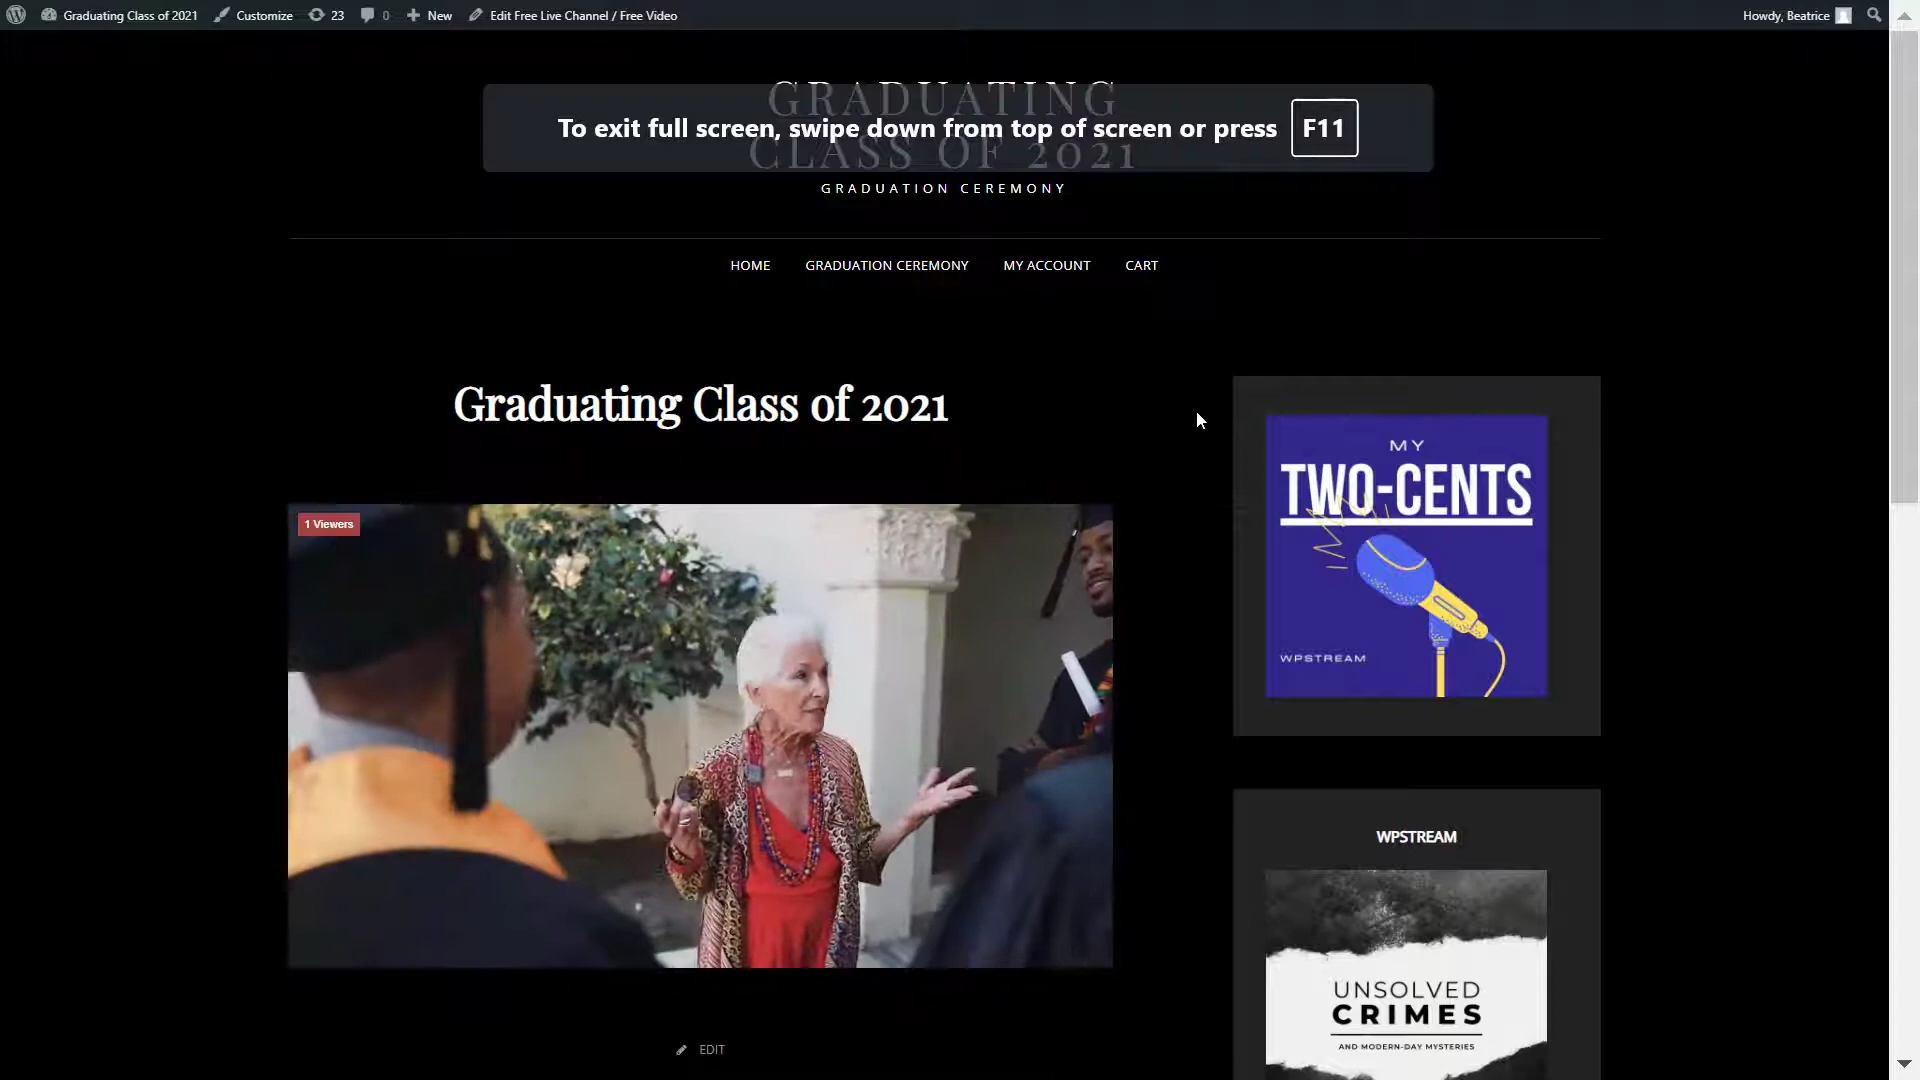 Graduating Class of 2021 Customize 23 0 New Edit Free Live Channel / Free Video Howdy, Beatrice
GRADUATING
To exit full screen, swipe down from top of screen or press F11
CLASS OF 2021
GRADUATION CEREMONY
HOME GRADUATION CEREMONY MY ACCOUNT CART
Graduating Class of 2021
1 Viewers
EDIT
MY
TWO-CENTS
WPSTREAM
WPSTREAM
UNSOLVED
CRIMES
AND MODERN-DAY MYSTERIES